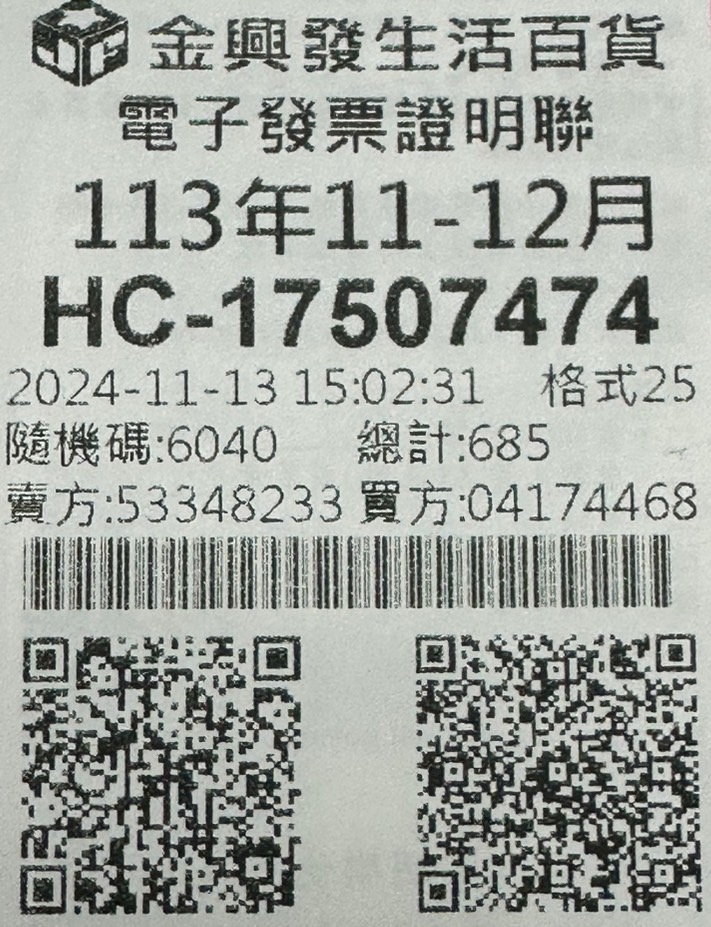 金興發生活百貨
電子發票證明聯
113年11-12月
HC-17507474
2024-11-13 15:02:31 格式25
隨機碼:6040 總計:685
賣方:53348233 買方:04174468